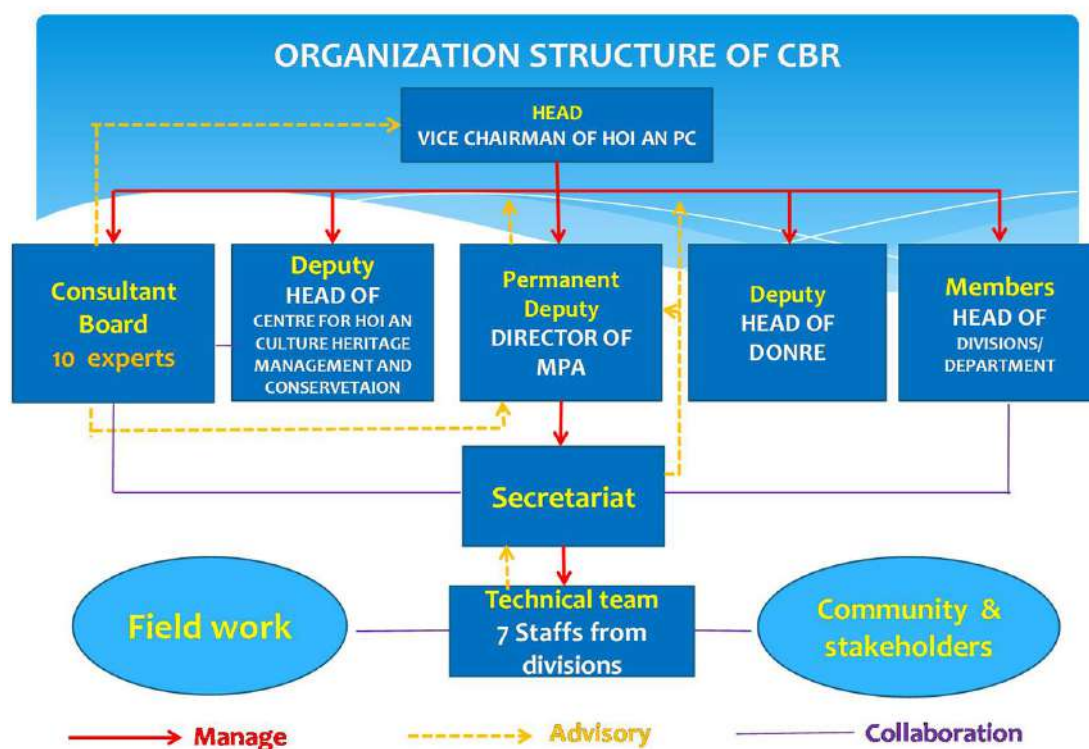 ORGANIZATION STRUCTURE OF CBR
HEAD
VICE CHAIRMAN OF HOI AN PC
Consultant
Board
10 experts
Deputy
HEAD OF
CENTRE FOR HOI AN
CULTURE HERITAGE
MANAGEMENT AND
CONSERVETAION
Permanent
Deputy
DIRECTOR OF
MPA
Deputy
HEAD OF
DONRE
Members
HEAD OF
DIVISIONS/
DEPARTMENT
Secretariat
Field work
Technical team
7 Staffs from
divisions
Community &
stakeholders
Manage
Advisory
Collaboration